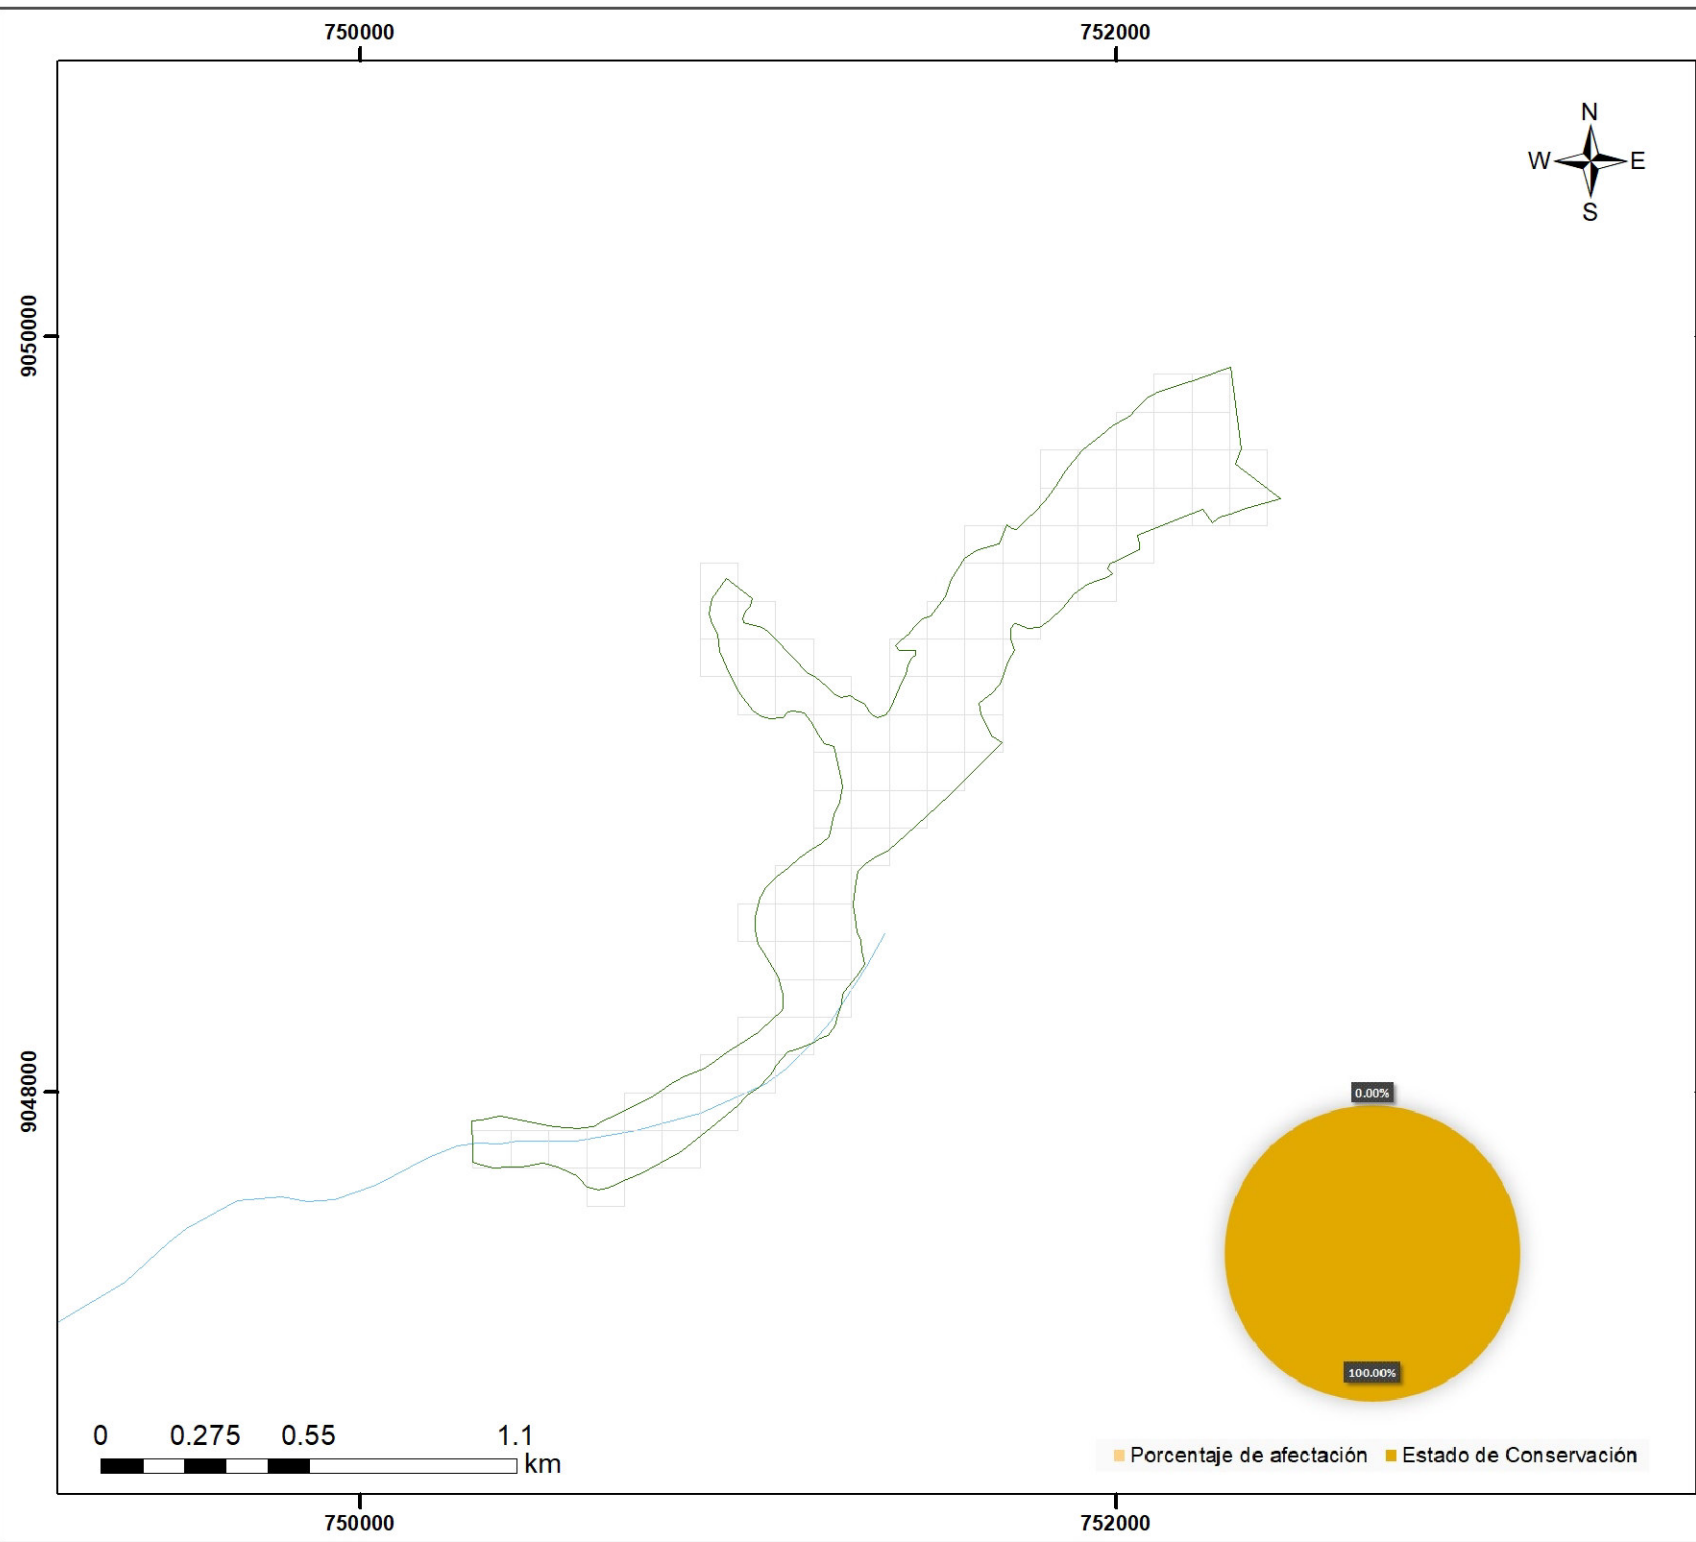 750000 752000
N
W E
S
9050000
9048000
0.00%
100.00%
0 0.275 0.55 1.1
km
Porcentaje de afectación Estado de Conservación
750000 752000